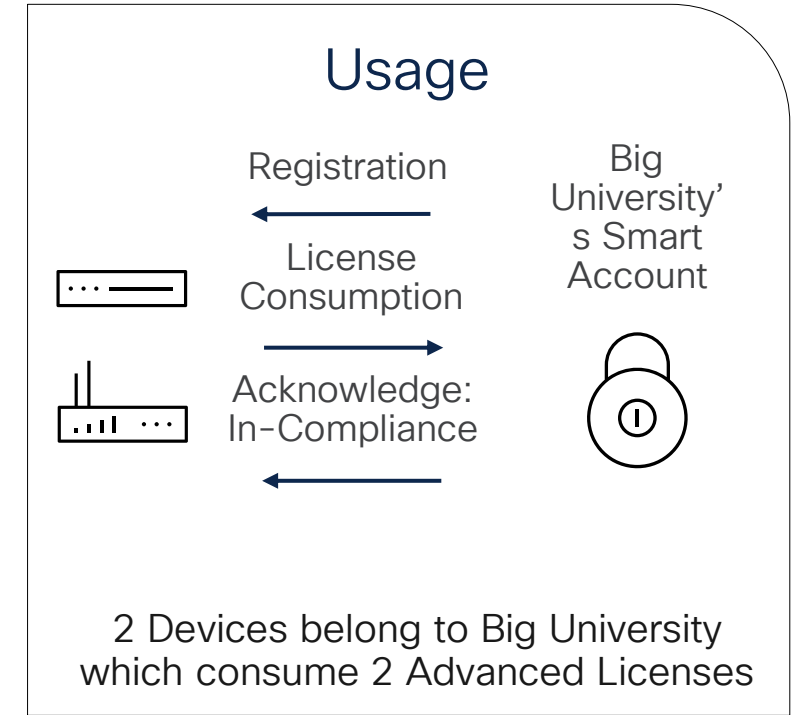 Usage
Registration
License
Consumption
Acknowledge:
In-Compliance
Big
University’
s Smart
Account
2 Devices belong to Big University
which consume 2 Advanced Licenses